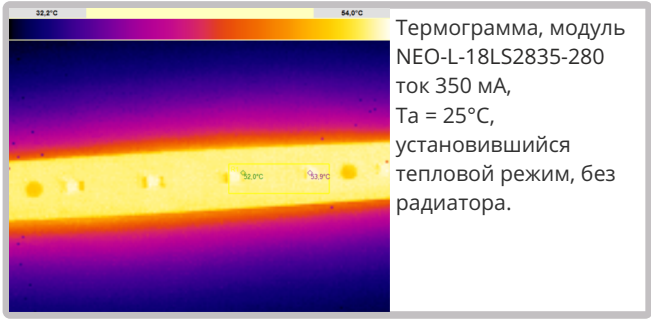 32,2°C 54,0°C
Термограмма, модуль
NEO-L-18LS2835-280
ток 350 мА,
Ta = 25°C,
установившийся
тепловой режим, без
радиатора.
52,0°C 53,9°C